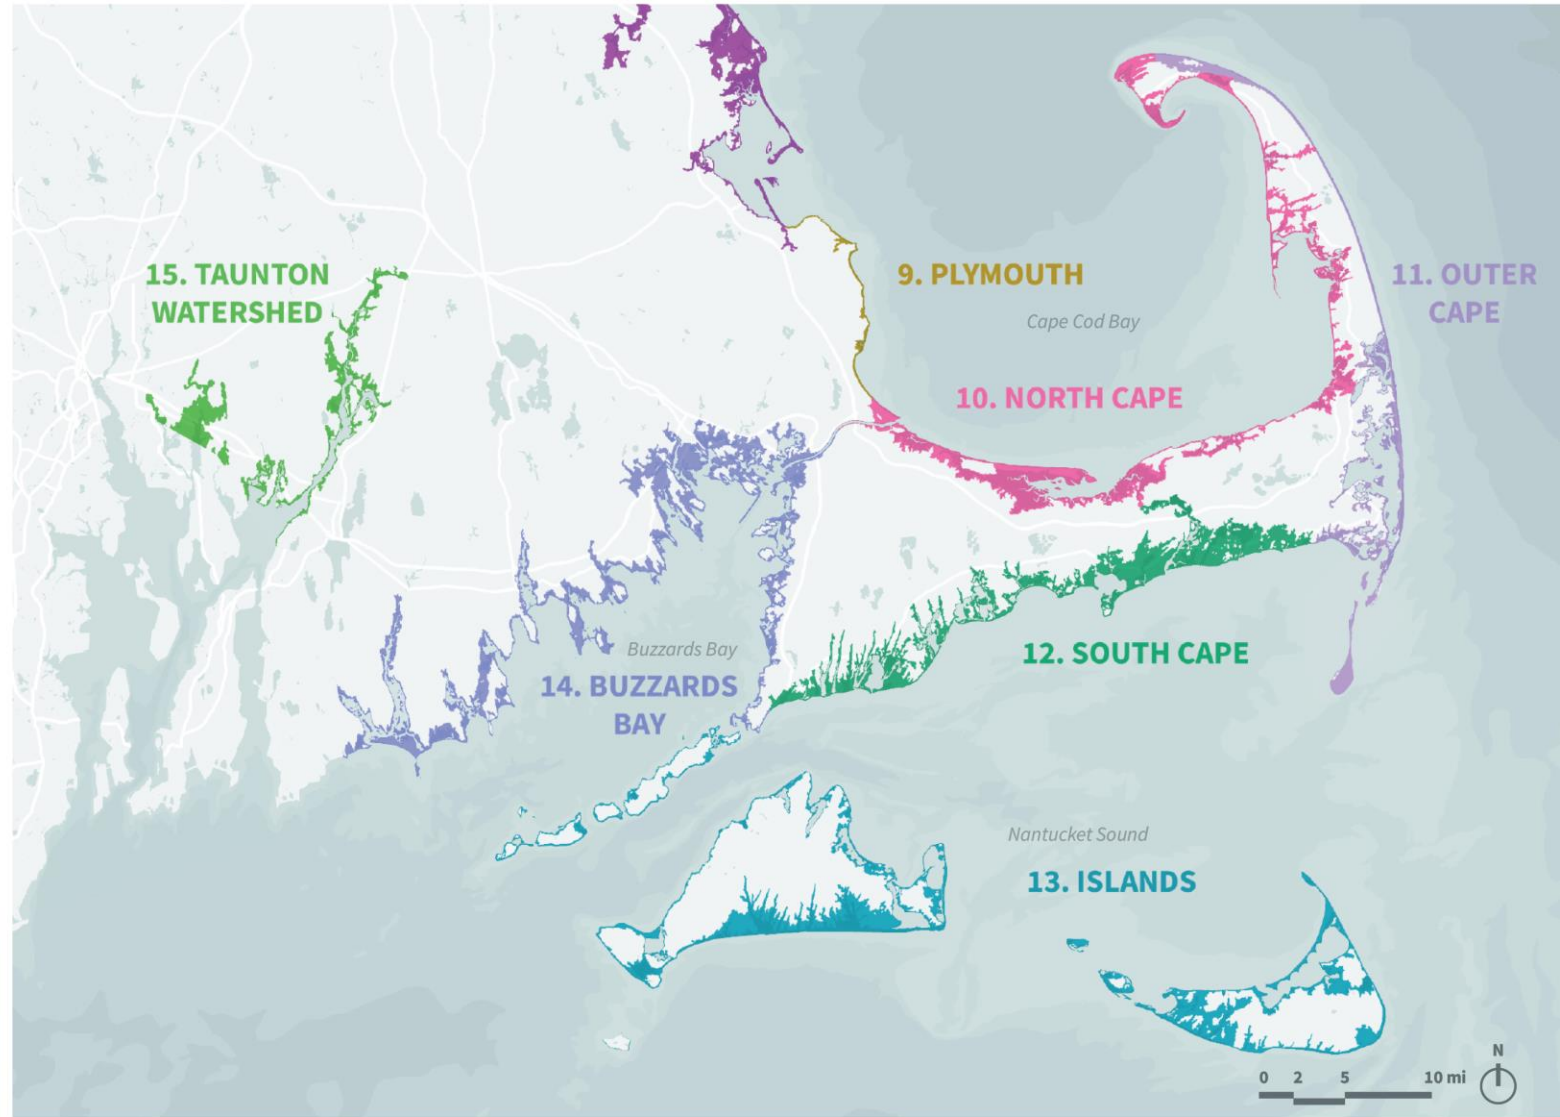 15. TAUNTON
WATERSHED
9. PLYMOUTH
11. OUTER
CAPE
Cape Cod Bay
10. NORTH CAPE
12. SOUTH CAPE
Buzzards Bay
14. BUZZARDS
BAY
Nantucket Sound
13. ISLANDS
N
0 2 5 10 mi